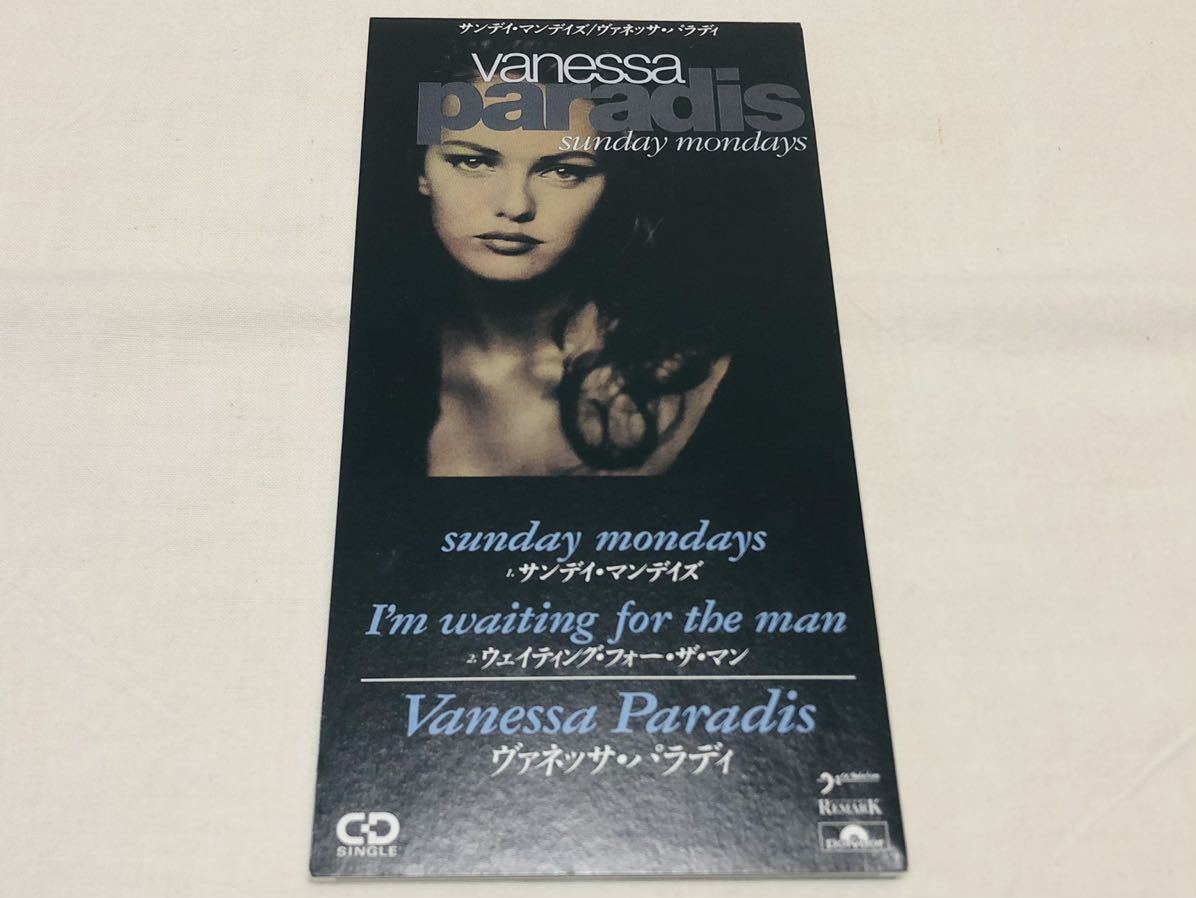 サンデイ・マンデイズ/ヴァネッサ・パラディ
vanessa
paradis
sunday mondays
sunday mondays
1. サンデイ・マンデイズ
I'm waiting for the man
2. ウェイティング・フォー・ザ・マン
Vanessa Paradis
ヴァネッサ・パラディ
REMARK
CD
SINGLE